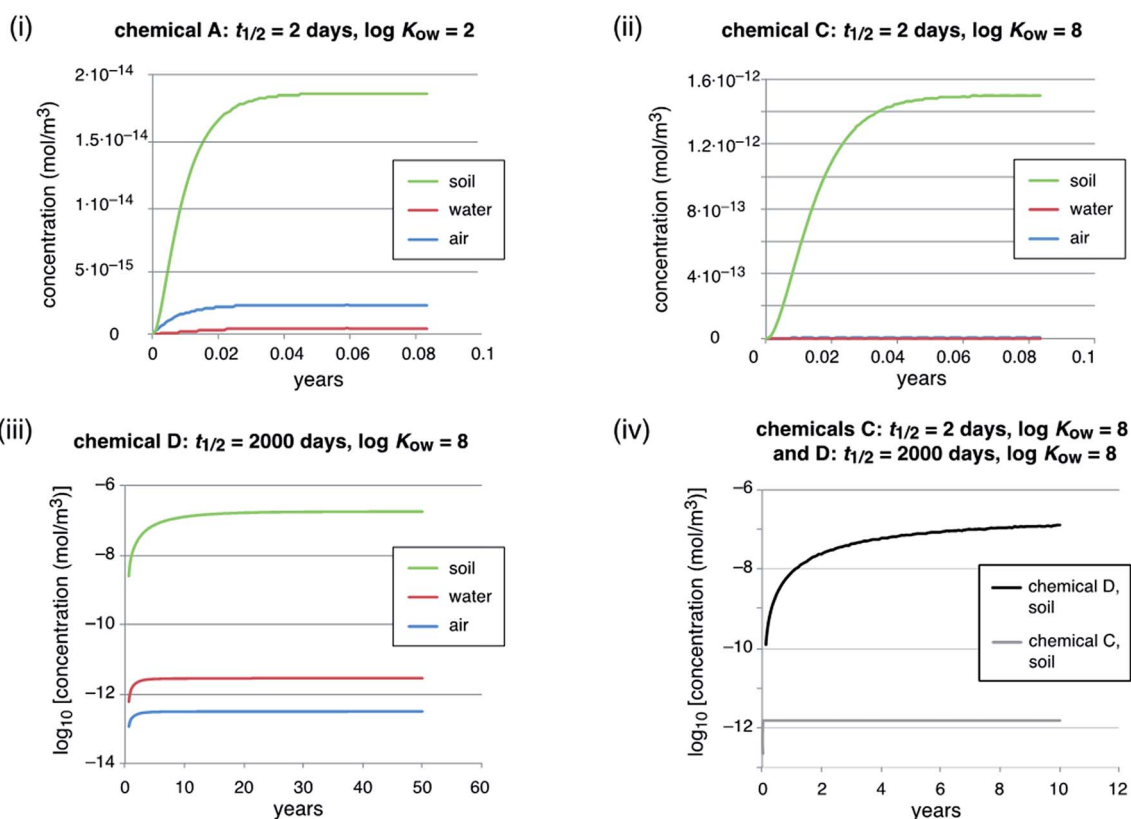 (i)
chemical A: t1/2 = 2 days, log Kow = 2
concentration (mol/m³)
2·10⁻¹⁴
1.5·10⁻¹⁴
1·10⁻¹⁴
5·10⁻¹⁵
0
soil
water
air
0 0.02 0.04 0.06 0.08 0.1
years
(ii)
chemical C: t1/2 = 2 days, log Kow = 8
concentration (mol/m³)
1.6·10⁻¹²
1.2·10⁻¹²
8·10⁻¹³
4·10⁻¹³
0
soil
water
air
0 0.02 0.04 0.06 0.08 0.1
years
(iii)
chemical D: t1/2 = 2000 days, log Kow = 8
log₁₀ [concentration (mol/m³)]
−6
−8
−10
−12
−14
soil
water
air
0 10 20 30 40 50 60
years
(iv)
chemicals C: t1/2 = 2 days, log Kow = 8
and D: t1/2 = 2000 days, log Kow = 8
log₁₀ [concentration (mol/m³)]
−6
−8
−10
−12
chemical D,
soil
chemical C,
soil
0 2 4 6 8 10 12
years